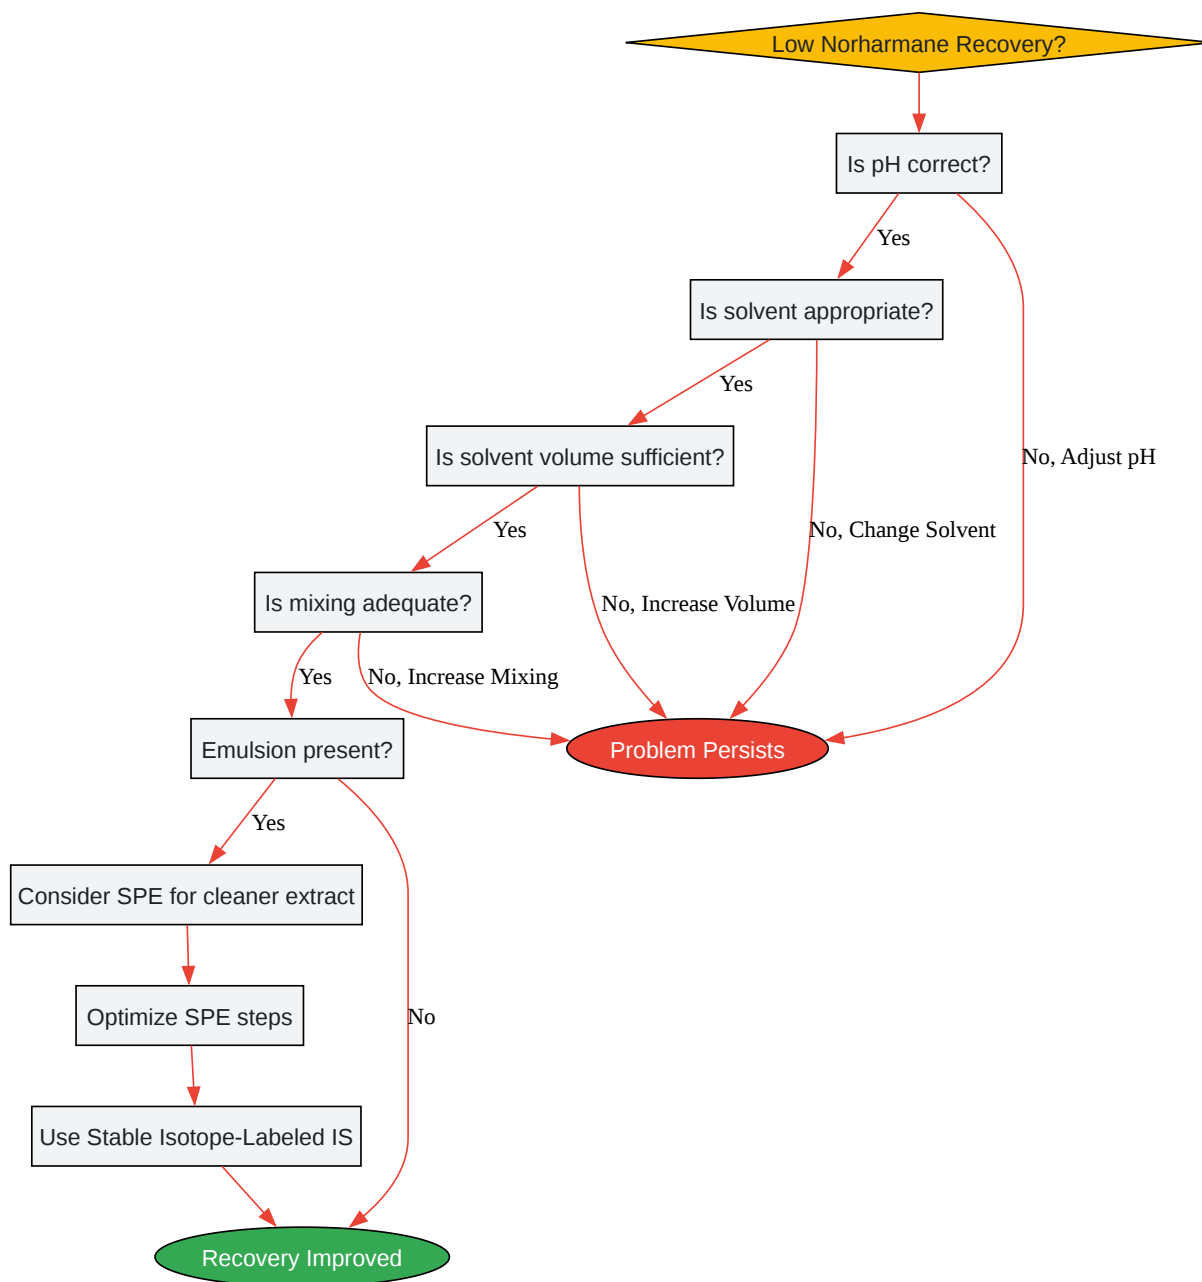 Low Norharmane Recovery?
Is pH correct?
Yes
Is solvent appropriate?
Yes
Is solvent volume sufficient?
No, Adjust pH
Yes
No, Change Solvent
Is mixing adequate?
No, Increase Volume
Yes
No, Increase Mixing
Emulsion present?
Problem Persists
Yes
Consider SPE for cleaner extract
Optimize SPE steps
No
Use Stable Isotope-Labeled IS
Recovery Improved